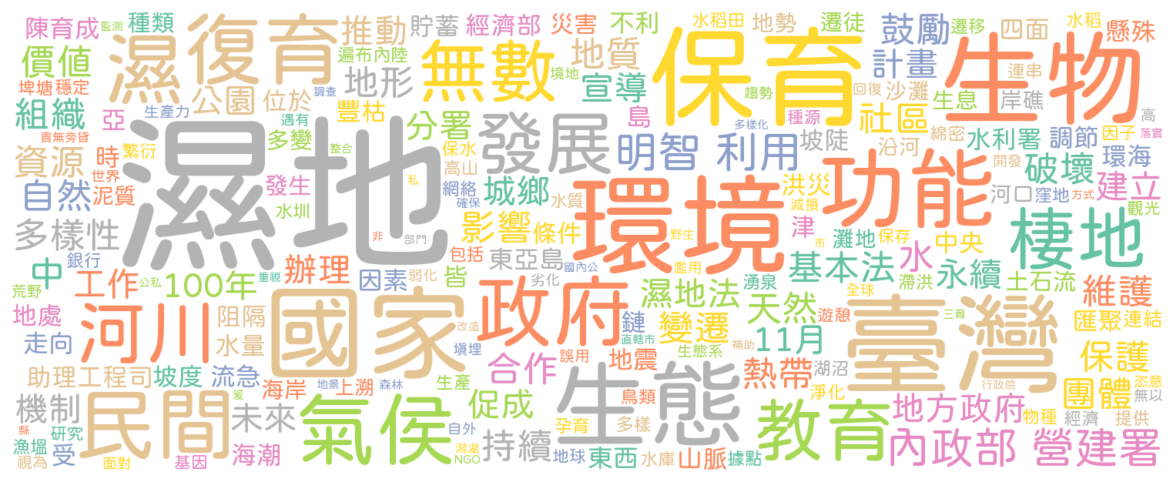 陳育成 監測 種類 濕 復育 推動 貯蓄 經濟部 災害 不利 水稻田 地勢 遷徒 鼓勵 遷移 四面 水稻 懸殊
價值 遍布內陸 地形 無數 境地 地質 宣導 保育 趨勢 計畫 回復 沙灘 連串 生物
埤塘 穩定 公園 位於 豐枯 島 種源 社區 生息 岸礁 高
組織 生產力 調查 遇有 亞 分署 發展 多樣化 坡陡 沿河 綿密 水利署 調節 因子 落實
責無旁貸 繁衍 多變 整合 保水 明智 利用 開發 破壞 環海
資源 時 世界 濕地 高山 城鄉 水質 洪災 功能 河口 窪地 方式 建立
自然 泥質 發生 水圳 私 網絡 確保 影響 條件 環境 減損 津 灘地 保存 中央 棲地 觀光
多樣性 非 部門 包括 東亞島 野生 市 水
中 銀行 辦理 因素 弱化 皆 劣化 國內公 濫用 湧泉 基本法 滯洪 永續 土石流
荒野 工作 公私 100年 重視 濕地法 全球 維護
地處 河川 阻隔 國家 政府 鏈 變遷 天然 遊憩 臺灣 三育 匯聚 連結
走向 水量 改造 直轄市 補助 11月
助理工程司 坡度 流急 填埋 合作 誤用 地震 生態系 熱帶 湖沼 保護
海岸 地景 上溯 森林 生產 生態 鳥類 淨化 行政院 團體 恣意 無以
機制 民間 未來 爰 氣侯 促成 孕育 多樣 教育 地方政府 物種 經濟 提供
縣 漁塭 研究 受 自外 潟湖 持續 地球 東西 水庫 山脈 據點 內政部 營建署
視為 面對 基因 海潮 NGO